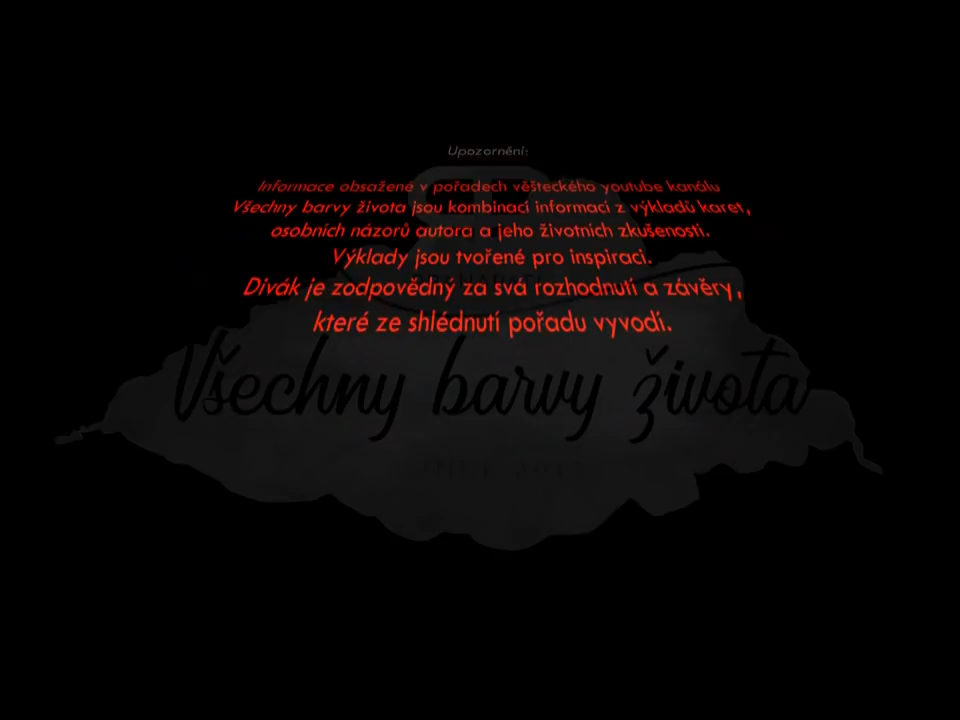 Upozornění:
Informace obsažené v pořadech věšteckého youtube kanálu
Všechny barvy života jsou kombinací informací z výkladů karet,
osobních názorů autora a jeho životních zkušeností.
Výklady jsou tvořené pro inspiraci.
Divák je zodpovědný za svá rozhodnutí a závěry,
které ze shlédnutí pořadu vyvodí.
Všechny barvy života